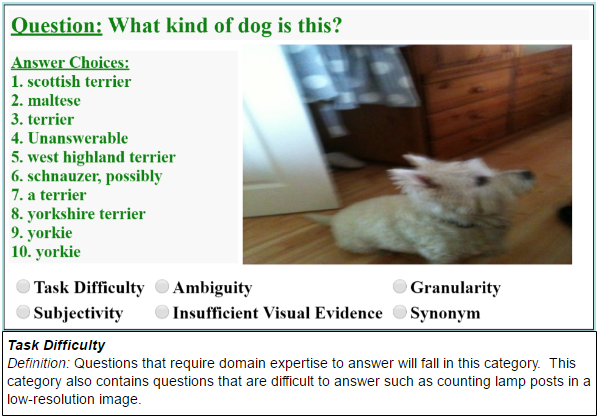 Question: What kind of dog is this?
Answer Choices:
1. scottish terrier
2. maltese
3. terrier
4. Unanswerable
5. west highland terrier
6. schnauzer, possibly
7. a terrier
8. yorkshire terrier
9. yorkie
10. yorkie
Task Difficulty Ambiguity Granularity
Subjectivity Insufficient Visual Evidence Synonym
Task Difficulty
Definition: Questions that require domain expertise to answer will fall in this category. This
category also contains questions that are difficult to answer such as counting lamp posts in a
low-resolution image.